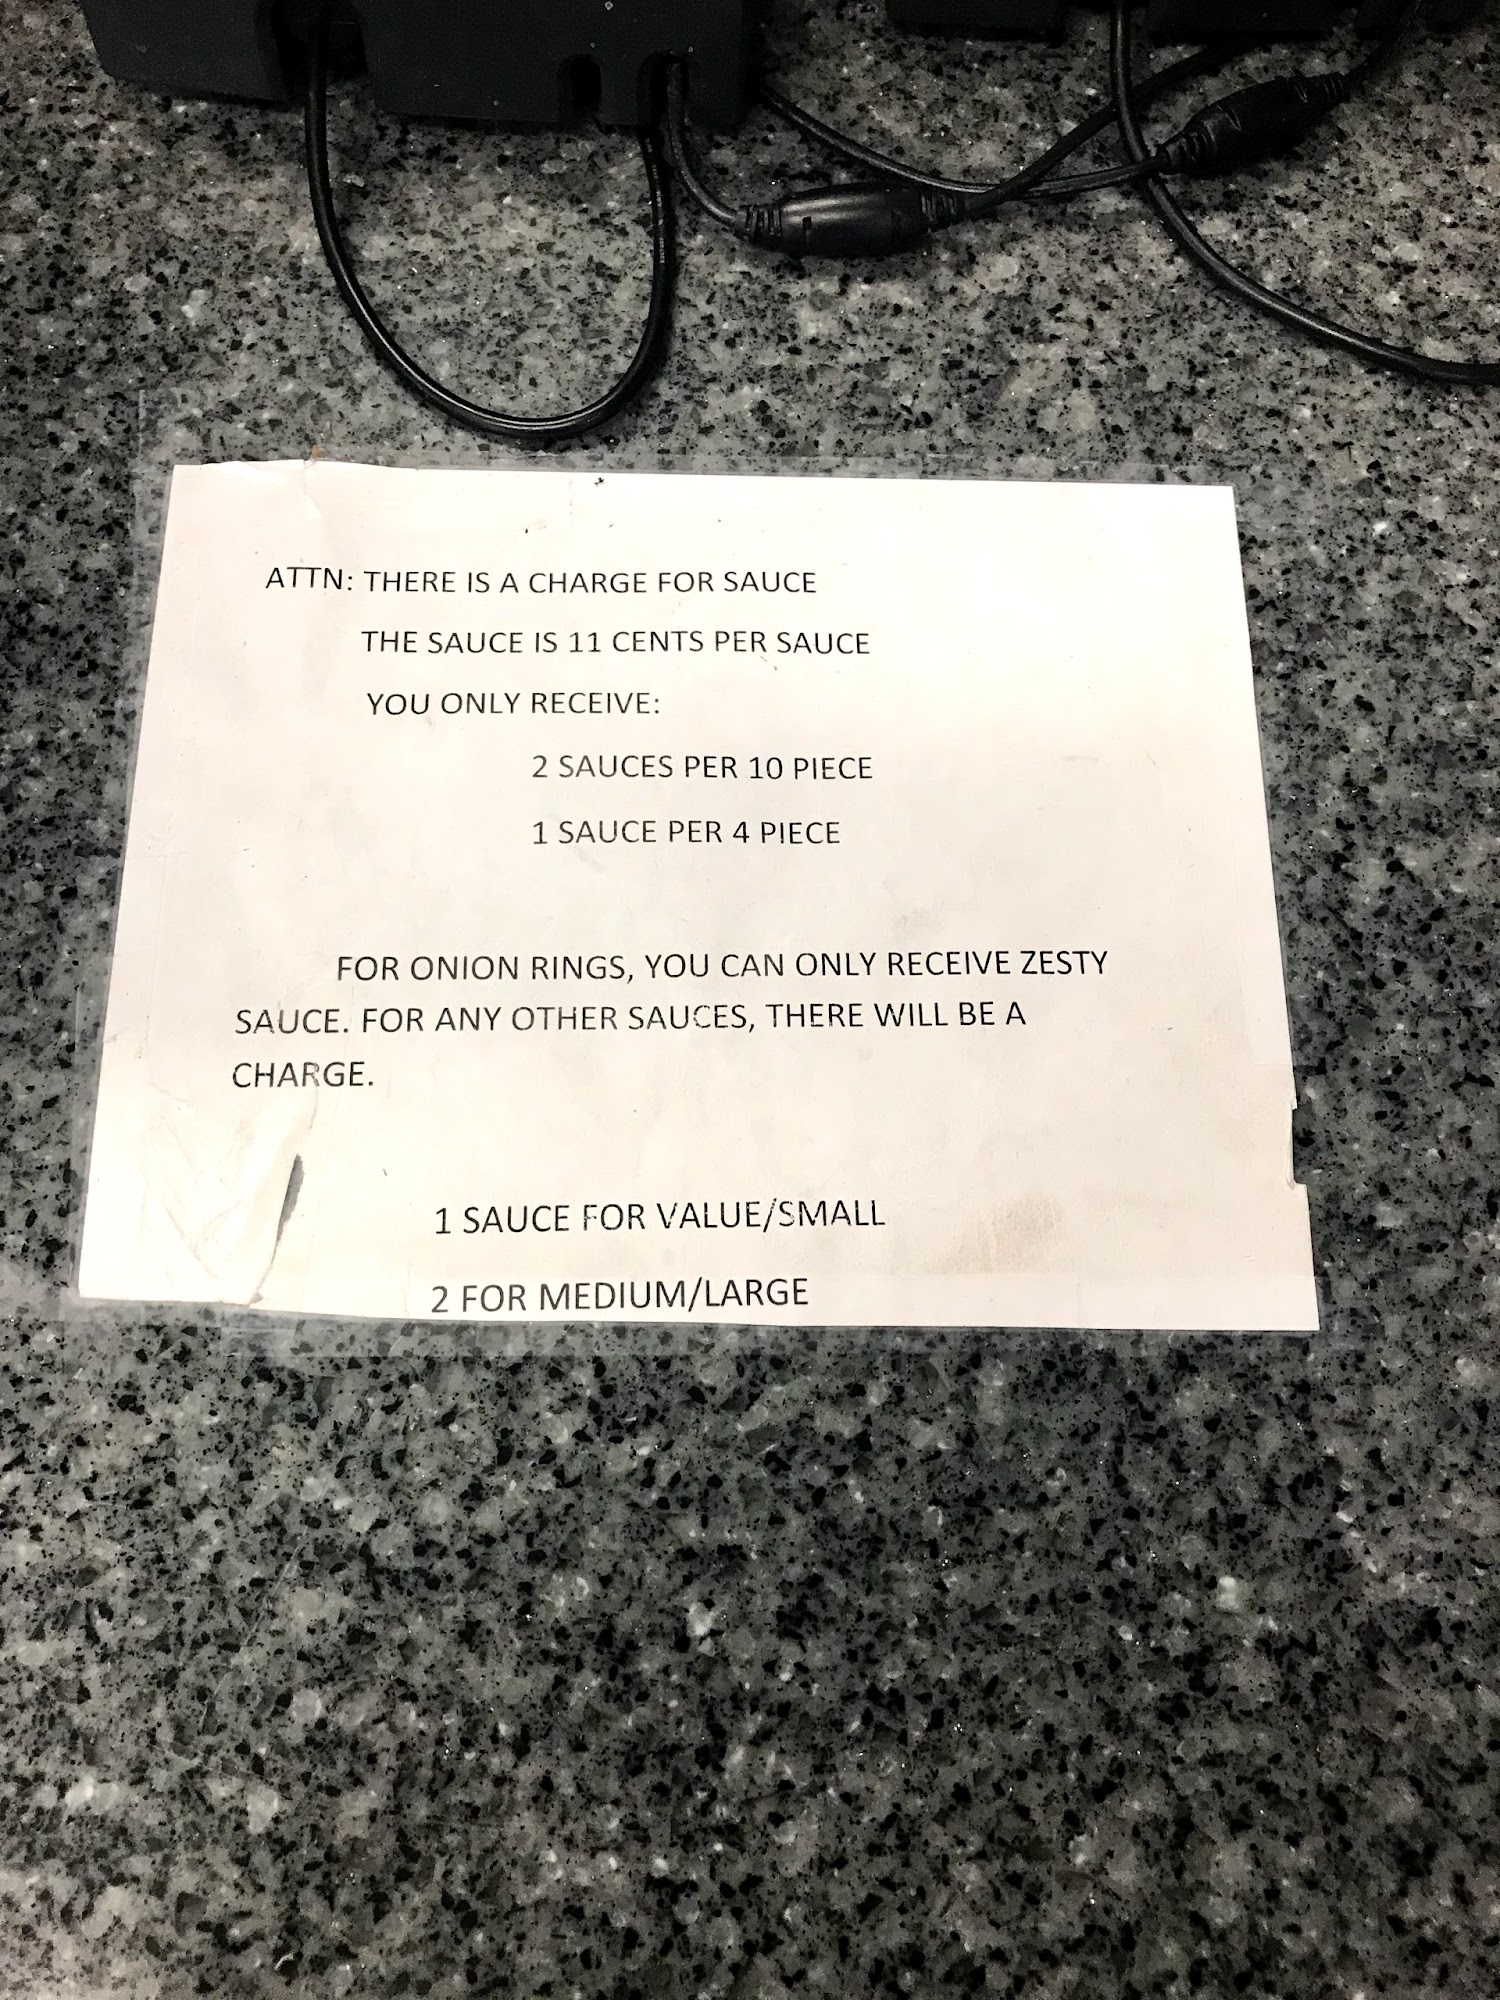 ATTN: THERE IS A CHARGE FOR SAUCE
THE SAUCE IS 11 CENTS PER SAUCE
YOU ONLY RECEIVE:
2 SAUCES PER 10 PIECE
1 SAUCE PER 4 PIECE
FOR ONION RINGS, YOU CAN ONLY RECEIVE ZESTY
SAUCE. FOR ANY OTHER SAUCES, THERE WILL BE A
CHARGE.
1 SAUCE FOR VALUE/SMALL
2 FOR MEDIUM/LARGE